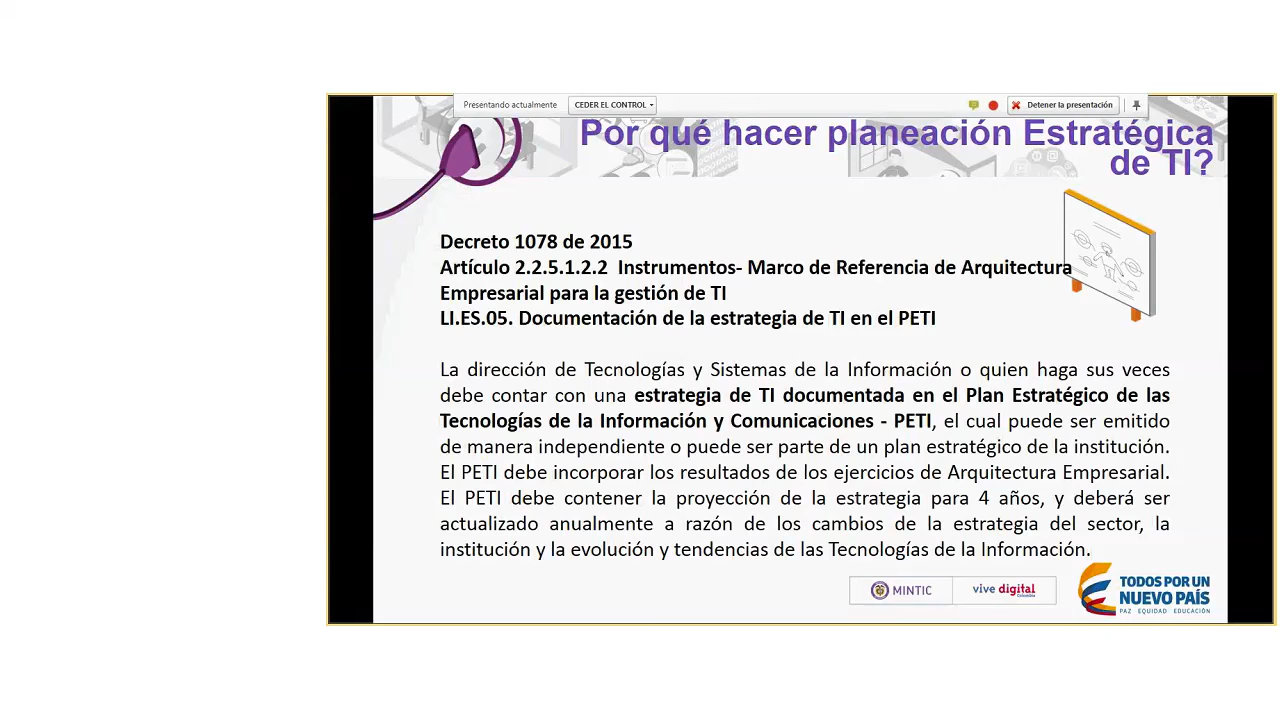 Presentando actualmente CEDER EL CONTROL Detener la presentación
Por qué hacer planeación Estratégica
de TI?
Decreto 1078 de 2015
Artículo 2.2.5.1.2.2 Instrumentos- Marco de Referencia de Arquitectura
Empresarial para la gestión de TI
LI.ES.05. Documentación de la estrategia de TI en el PETI
La dirección de Tecnologías y Sistemas de la Información o quien haga sus veces
debe contar con una estrategia de TI documentada en el Plan Estratégico de las
Tecnologías de la Información y Comunicaciones - PETI, el cual puede ser emitido
de manera independiente o puede ser parte de un plan estratégico de la institución.
El PETI debe incorporar los resultados de los ejercicios de Arquitectura Empresarial.
El PETI debe contener la proyección de la estrategia para 4 años, y deberá ser
actualizado anualmente a razón de los cambios de la estrategia del sector, la
institución y la evolución y tendencias de las Tecnologías de la Información.
MINTIC vive digital
Colombia
TODOS POR UN
NUEVO PAÍS
PAZ EQUIDAD EDUCACIÓN